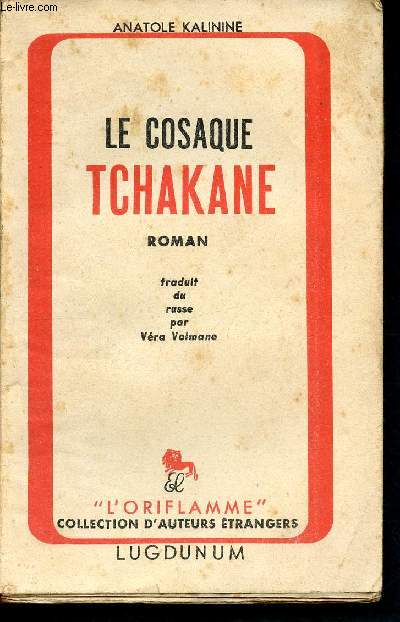 © Le-livre.com
ANATOLE KALININE
LE COSAQUE
TCHAKANE
ROMAN
traduit
du
russe
par
Véra Volmane
EL
"L'ORIFLAMME"
COLLECTION D'AUTEURS ÉTRANGERS
LUGDUNUM